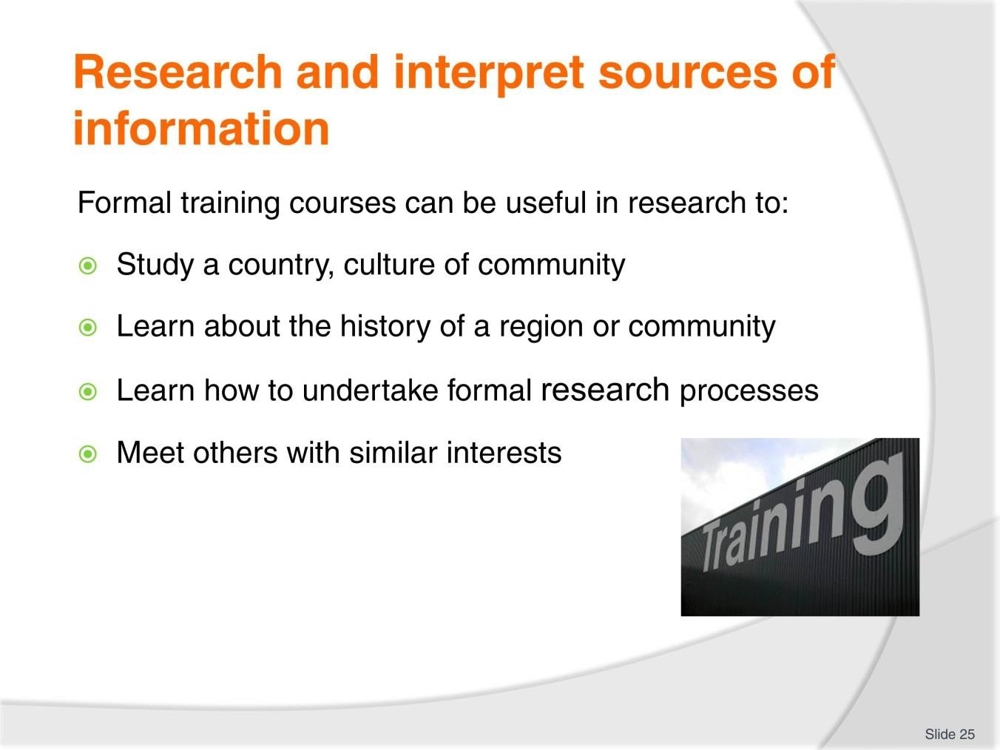 Research and interpret sources of
information
Formal training courses can be useful in research to:
Study a country, culture of community
Learn about the history of a region or community
Learn how to undertake formal research processes
Meet others with similar interests
Training
Slide 25